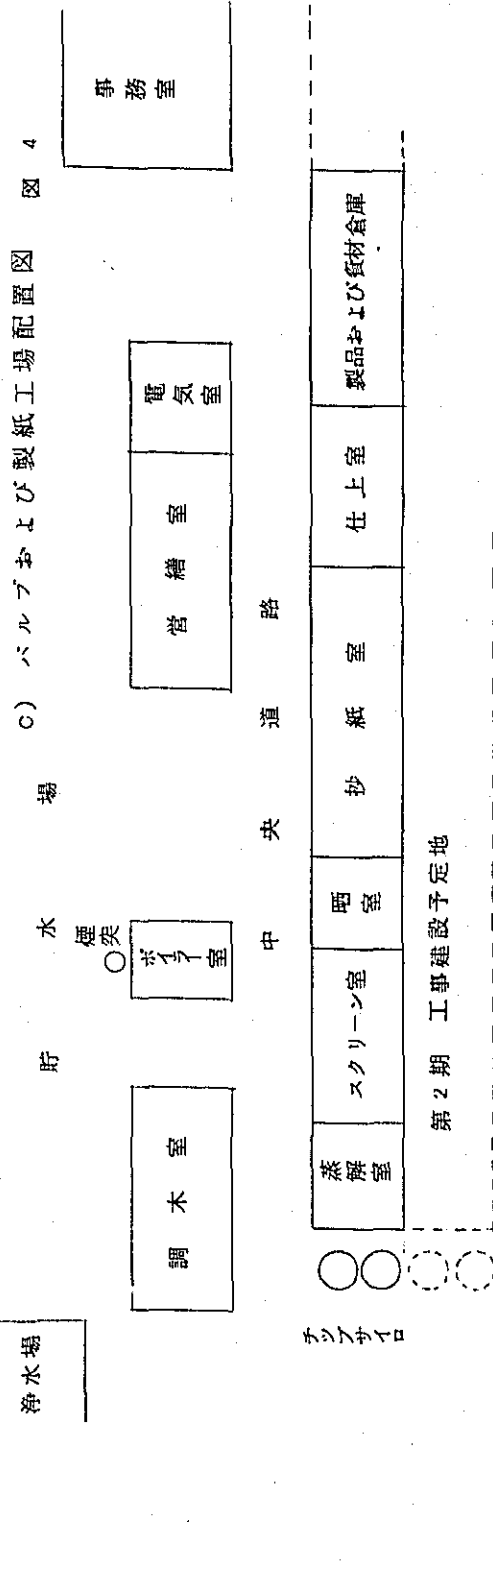 C) パルプおよび製紙工場配置図 図 4
浄水場
貯 水 場
煙突
調 木 室
ボイラー室
営 繕 室
電気室
事務室
中 央 道 路
チップサイロ
蒸解室
スクリーン室
晒室
抄 紙 室
仕上室
製品および資材倉庫
第2期 工事建設予定地